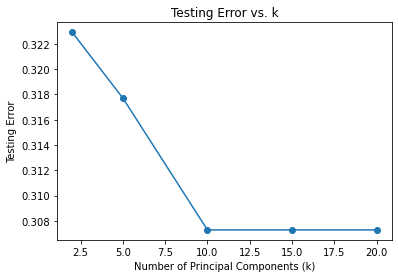 Testing Error vs. k
0.322
0.320
0.318
0.316
0.314
0.312
0.310
0.308
Testing Error
2.5 5.0 7.5 10.0 12.5 15.0 17.5 20.0
Number of Principal Components (k)